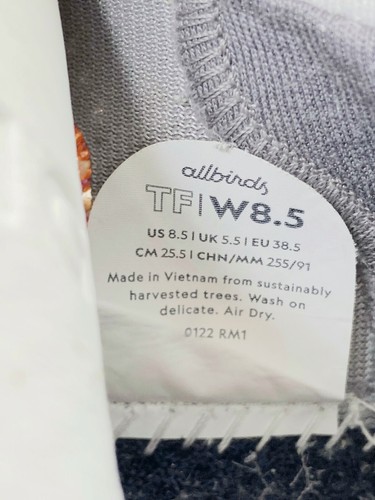 allbirds
TF|W8.5
US 8.5 | UK 5.5 | EU 38.5
CM 25.5 | CHN/MM 255/91
Made in Vietnam from sustainably
harvested trees. Wash on
delicate. Air Dry.
0122 RM1